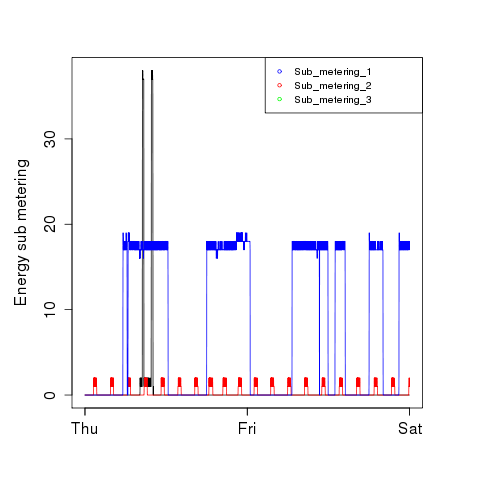 Sub_metering_1
Sub_metering_2
Sub_metering_3
Energy sub metering
30
20
10
0
Thu Fri Sat